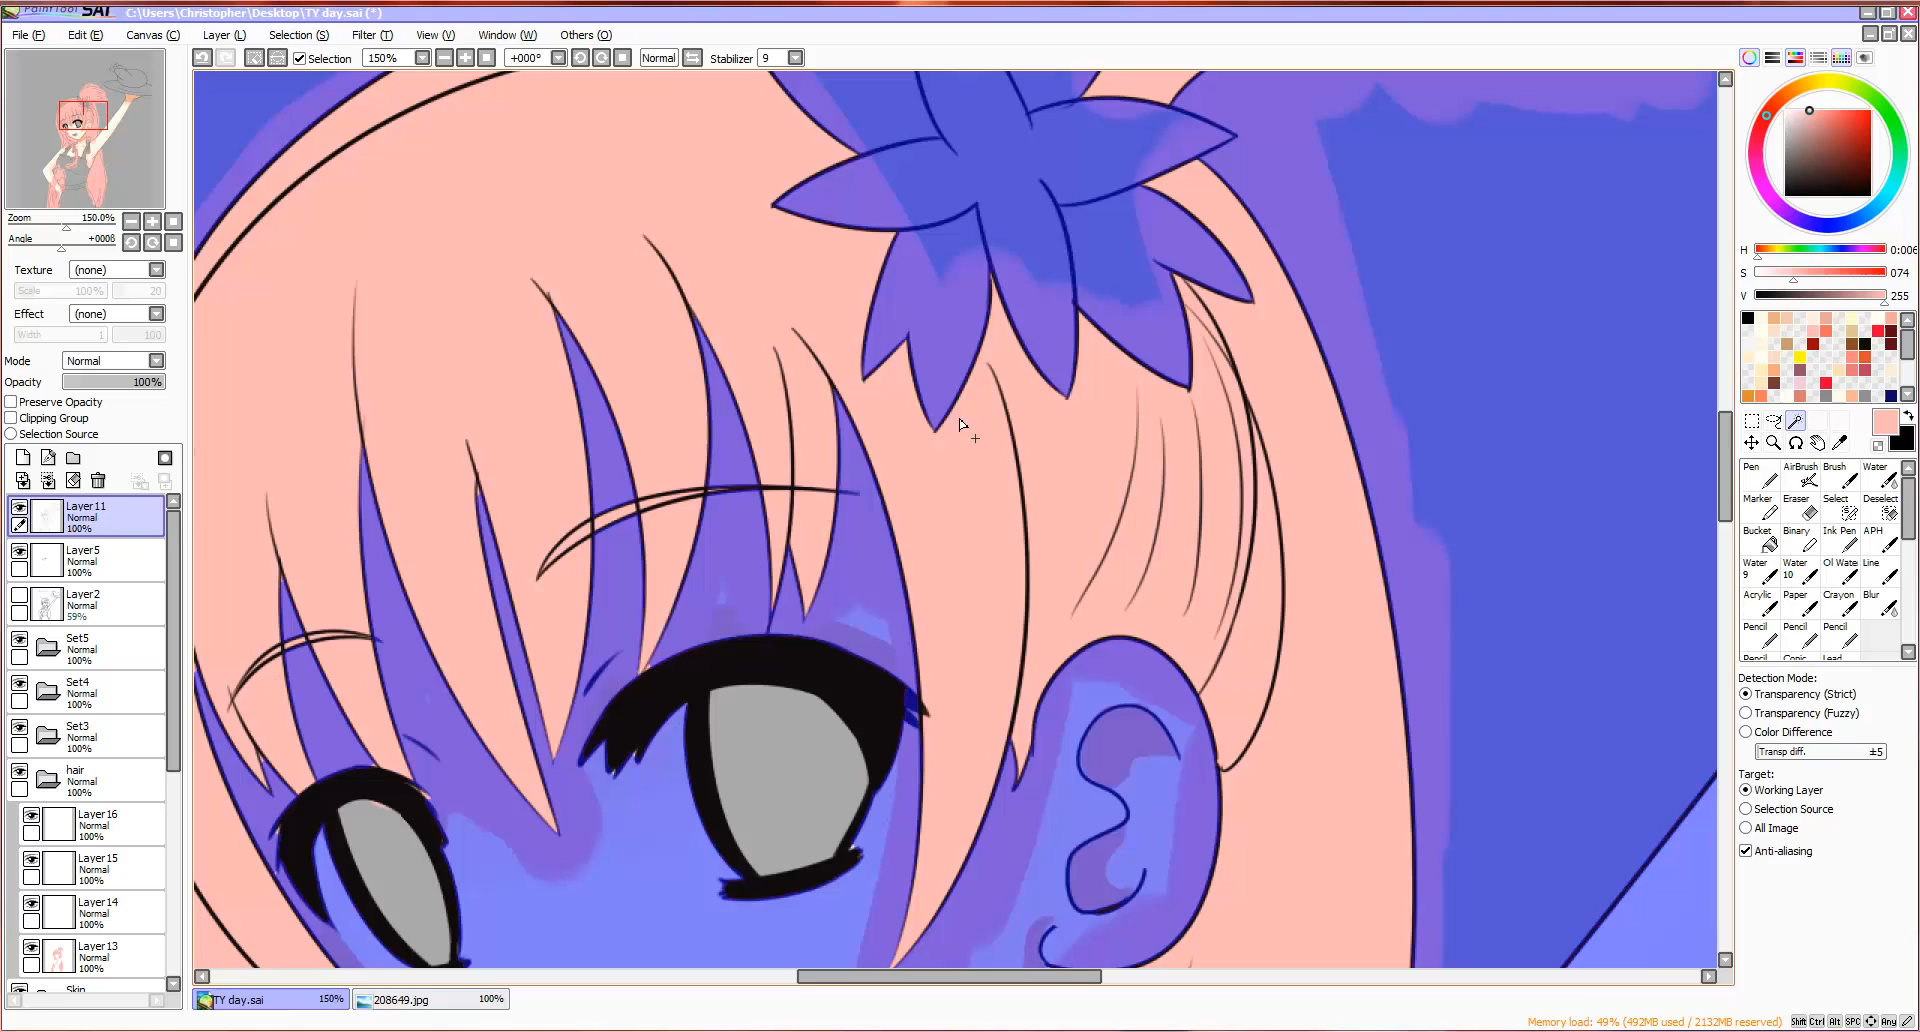 PaintTool SAI C:\Users\Christopher\Desktop\TY day.sai (*)
File (F) Edit (E) Canvas (C) Layer (L) Selection (S) Filter (T) View (V) Window (W) Others (O)
Selection 150% +000° Normal Stabilizer 9
Zoom 150.0%
Angle +000ß
Texture (none)
Scale 100% 20
Effect (none)
Width 1 100
Mode Normal
Opacity 100%
Preserve Opacity
Clipping Group
Selection Source
Layer11
Normal
100%
Layer5
Normal
100%
Layer2
Normal
59%
Set5
Normal
100%
Set4
Normal
100%
Set3
Normal
100%
hair
Normal
100%
Layer16
Normal
100%
Layer15
Normal
100%
Layer14
Normal
100%
Layer13
Normal
100%
Skin
H 0:006
S 074
V 255
Pen AirBrush Brush Water
Marker Eraser Select Deselect
Bucket Binary Ink Pen APH
Water 9 Water 10 Ol Water Line
Acrylic Paper Crayon Blur
Pencil Pencil Pencil
Pencil Conic Lead
Detection Mode:
Transparency (Strict)
Transparency (Fuzzy)
Color Difference
Transp diff. ±5
Target:
Working Layer
Selection Source
All Image
Anti-aliasing
TY day.sai 150% 208649.jpg 100%
Memory load: 49% (492MB used / 2132MB reserved) Shift Ctrl Alt SPC Any